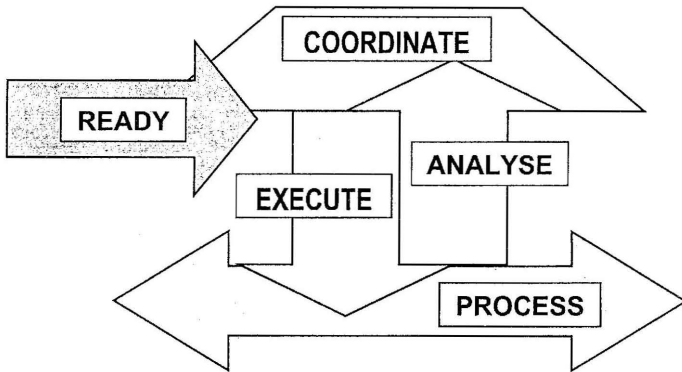 COORDINATE
READY
ANALYSE
EXECUTE
PROCESS